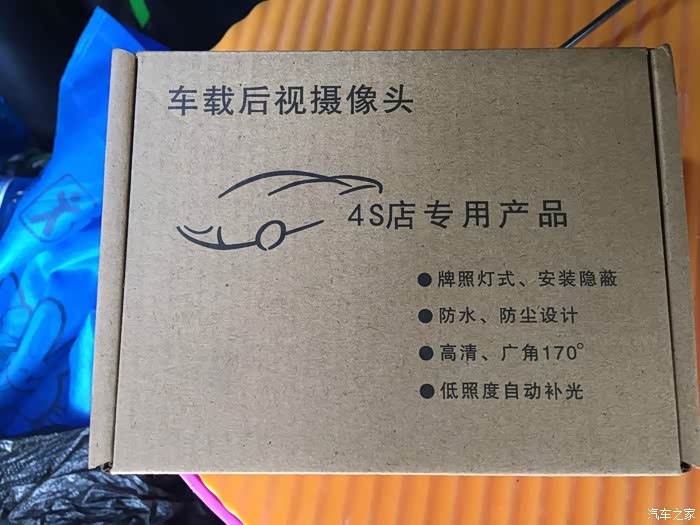 车载后视摄像头
4S店专用产品
●牌照灯式、安装隐蔽
●防水、防尘设计
●高清、广角170°
●低照度自动补光
汽车之家